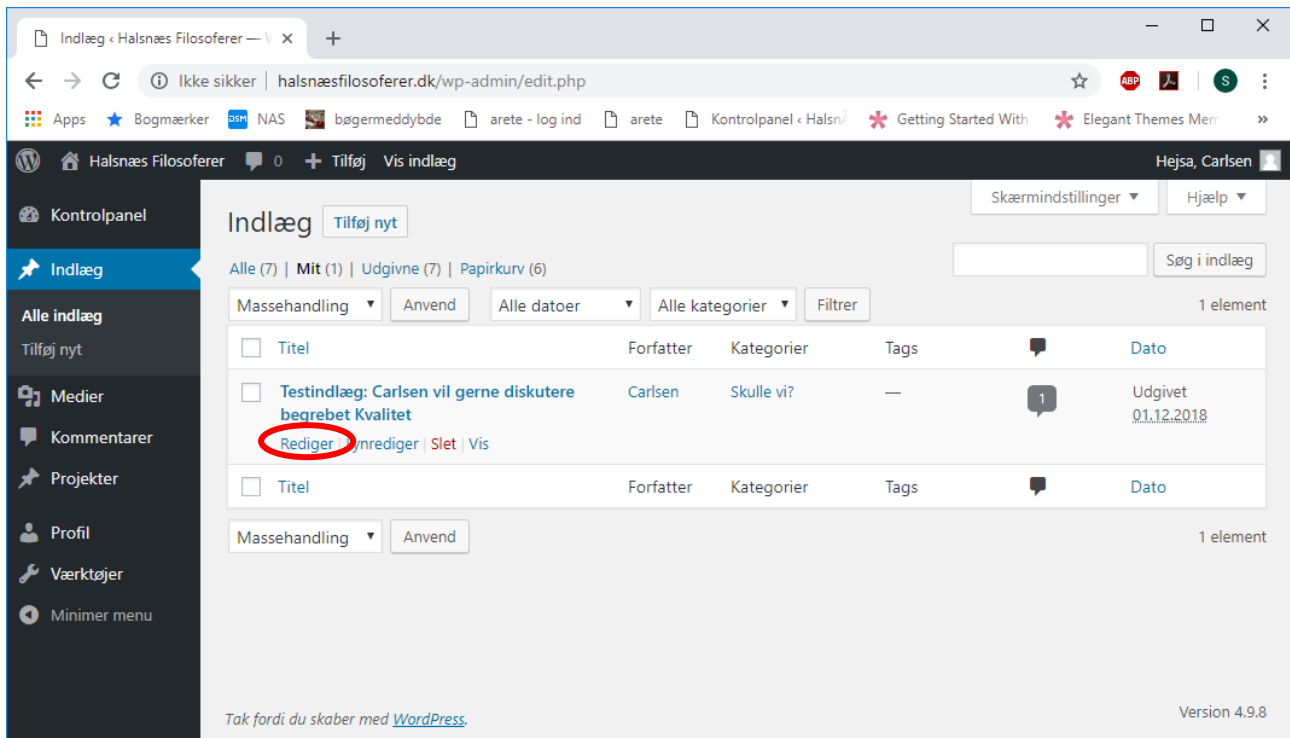 Indlæg ‹ Halsnæs Filosoferer —
Ikke sikker | halsnæsfilosoferer.dk/wp-admin/edit.php
ABP S
Apps Bogmærker DSM NAS bøgermeddybde arete - log ind arete Kontrolpanel ‹ Getting Started With Elegant Themes »
Halsnæs Filosoferer 0 Tilføj Vis indlæg Hejsa, Carlsen
Skærmindstillinger ▼ Hjælp ▼
Kontrolpanel
Indlæg
Alle indlæg
Tilføj nyt
Medier
Kommentarer
Projekter
Profil
Værktøjer
Minimer menu
Indlæg Tilføj nyt
Alle (7) | Mit (1) | Udgivne (7) | Papirkurv (6)
Søg i indlæg
Massehandling ▼ Anvend Alle datoer ▼ Alle kategorier ▼ Filtrer 1 element
Titel Forfatter Kategorier Tags Dato
Testindlæg: Carlsen vil gerne diskutere Carlsen Skulle vi? — 1 Udgivet
begrebet Kvalitet 01.12.2018
Rediger | ynrediger | Slet | Vis
Titel Forfatter Kategorier Tags Dato
Massehandling ▼ Anvend 1 element
Tak fordi du skaber med WordPress. Version 4.9.8